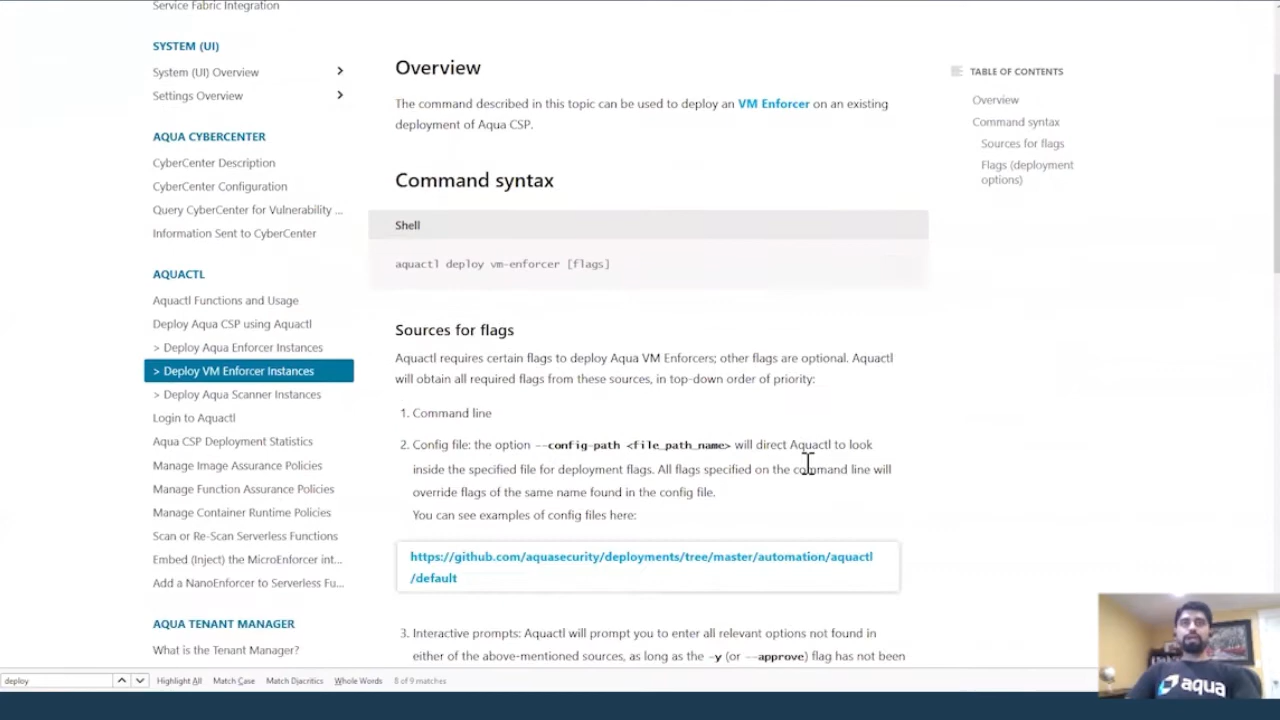 Service Fabric Integration
SYSTEM (UI)
System (UI) Overview
Settings Overview
AQUA CYBERCENTER
CyberCenter Description
CyberCenter Configuration
Query CyberCenter for Vulnerability ...
Information Sent to CyberCenter
AQUACTL
Aquactl Functions and Usage
Deploy Aqua CSP using Aquactl
> Deploy Aqua Enforcer Instances
> Deploy VM Enforcer Instances
> Deploy Aqua Scanner Instances
Login to Aquactl
Aqua CSP Deployment Statistics
Manage Image Assurance Policies
Manage Function Assurance Policies
Manage Container Runtime Policies
Scan or Re-Scan Serverless Functions
Embed (Inject) the MicroEnforcer int...
Add a NanoEnforcer to Serverless Fu...
AQUA TENANT MANAGER
What is the Tenant Manager?
Overview
The command described in this topic can be used to deploy an VM Enforcer on an existing
deployment of Aqua CSP.
Command syntax
Shell
aquactl deploy vm-enforcer [flags]
Sources for flags
Aquactl requires certain flags to deploy Aqua VM Enforcers; other flags are optional. Aquactl
will obtain all required flags from these sources, in top-down order of priority:
1. Command line
2. Config file: the option --config-path <file_path_name> will direct Aquactl to look
inside the specified file for deployment flags. All flags specified on the command line will
override flags of the same name found in the config file.
You can see examples of config files here:
https://github.com/aquasecurity/deployments/tree/master/automation/aquactl
/default
3. Interactive prompts: Aquactl will prompt you to enter all relevant options not found in
either of the above-mentioned sources, as long as the -y (or --approve) flag has not been
TABLE OF CONTENTS
Overview
Command syntax
Sources for flags
Flags (deployment
options)
deploy
Highlight All
Match Case
Match Diacritics
Whole Words
8 of 9 matches
aqua